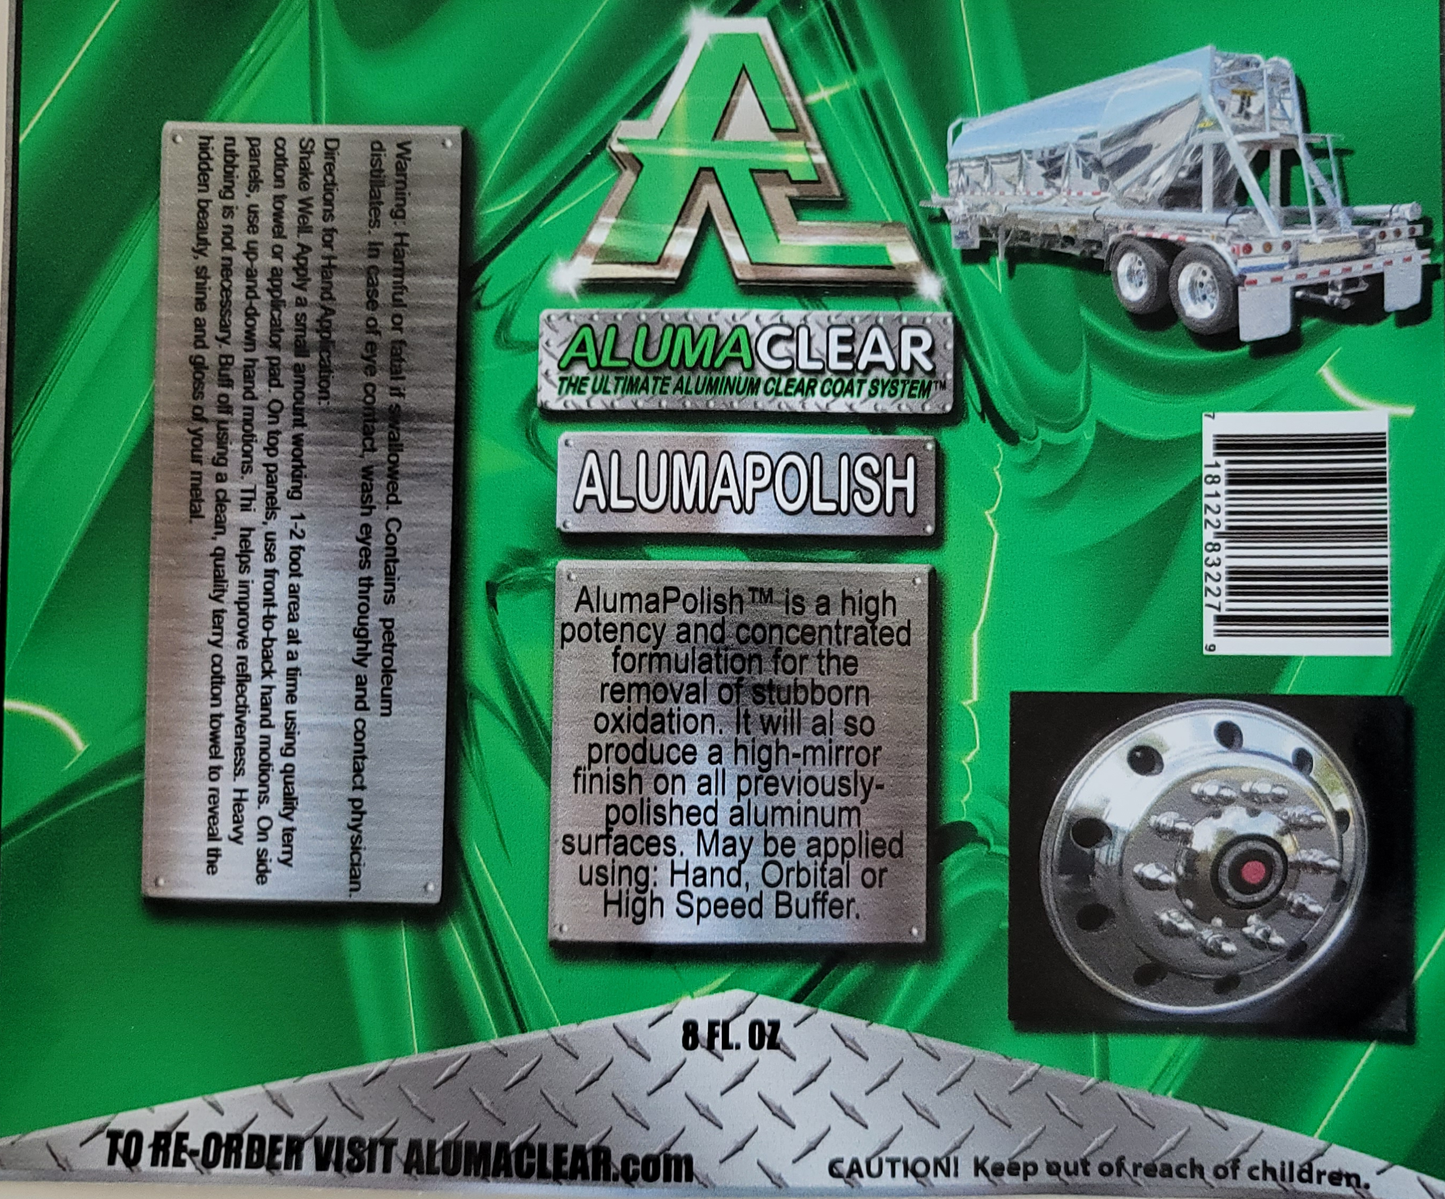 ALUMACLEAR
THE ULTIMATE ALUMINUM CLEAR COAT SYSTEM™
ALUMAPOLISH
AlumaPolish™ is a high
potency and concentrated
formulation for the
removal of stubborn
oxidation. It will al so
produce a high-mirror
finish on all previously-
polished aluminum
surfaces. May be applied
using: Hand, Orbital or
High Speed Buffer.
8 FL. OZ
Warning: Harmful or fatal if swallowed. Contains petroleum
distillates. In case of eye contact, wash eyes throughly and contact physician.
Directions for Hand Application:
Shake Well. Apply a small amount working 1-2 foot area at a time using quality terry
cotton towel or applicator pad. On top panels, use front-to-back hand motions. On side
panels, use up-and-down hand motions. Thi helps improve reflectiveness. Heavy
rubbing is not necessary. Buff off using a clean, quality terry cotton towel to reveal the
hidden beauty, shine and gloss of your metal.
7 18122 83227 9
TO RE-ORDER VISIT ALUMACLEAR.com
CAUTION! Keep out of reach of children.